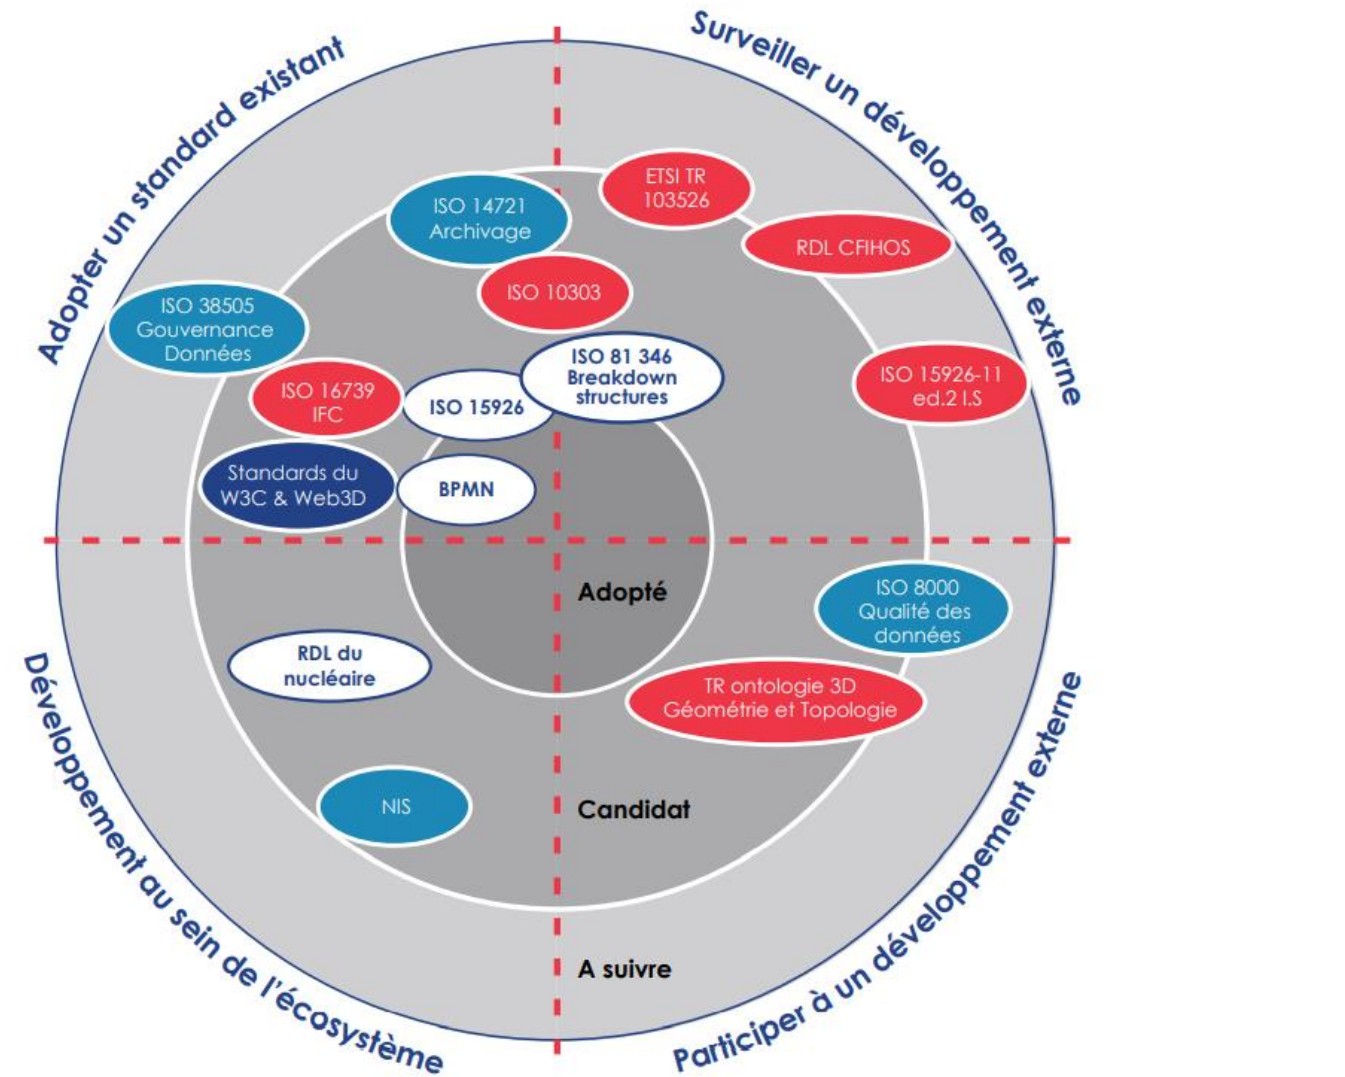 Adopter un standard existant
Surveiller un développement externe
ETSI TR
103526
ISO 14721
Archivage
RDL CFIHOS
ISO 10303
ISO 38505
Gouvernance
Données
ISO 81 346
Breakdown
structures
ISO 16739
IFC
ISO 15926
ISO 15926-11
ed.2 I.S
Standards du
W3C & Web3D
BPMN
Adopté
ISO 8000
Qualité des
données
RDL du
nucléaire
TR ontologie 3D
Géométrie et Topologie
NIS
Candidat
A suivre
Développement au sein de l'écosystème
Participer à un développement externe